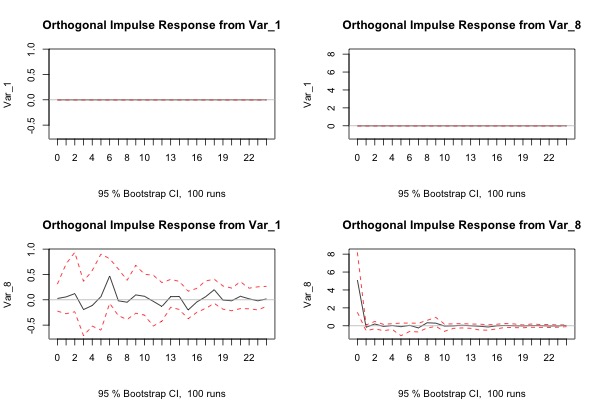 Orthogonal Impulse Response from Var_1
Var_1
1.0
0.5
0.0
-0.5
0 2 4 6 8 10 13 16 19 22
95 % Bootstrap CI, 100 runs
Orthogonal Impulse Response from Var_8
Var_1
8
6
4
2
0
0 2 4 6 8 10 13 16 19 22
95 % Bootstrap CI, 100 runs
Orthogonal Impulse Response from Var_1
Var_8
1.0
0.5
0.0
-0.5
0 2 4 6 8 10 13 16 19 22
95 % Bootstrap CI, 100 runs
Orthogonal Impulse Response from Var_8
Var_8
8
6
4
2
0
0 2 4 6 8 10 13 16 19 22
95 % Bootstrap CI, 100 runs